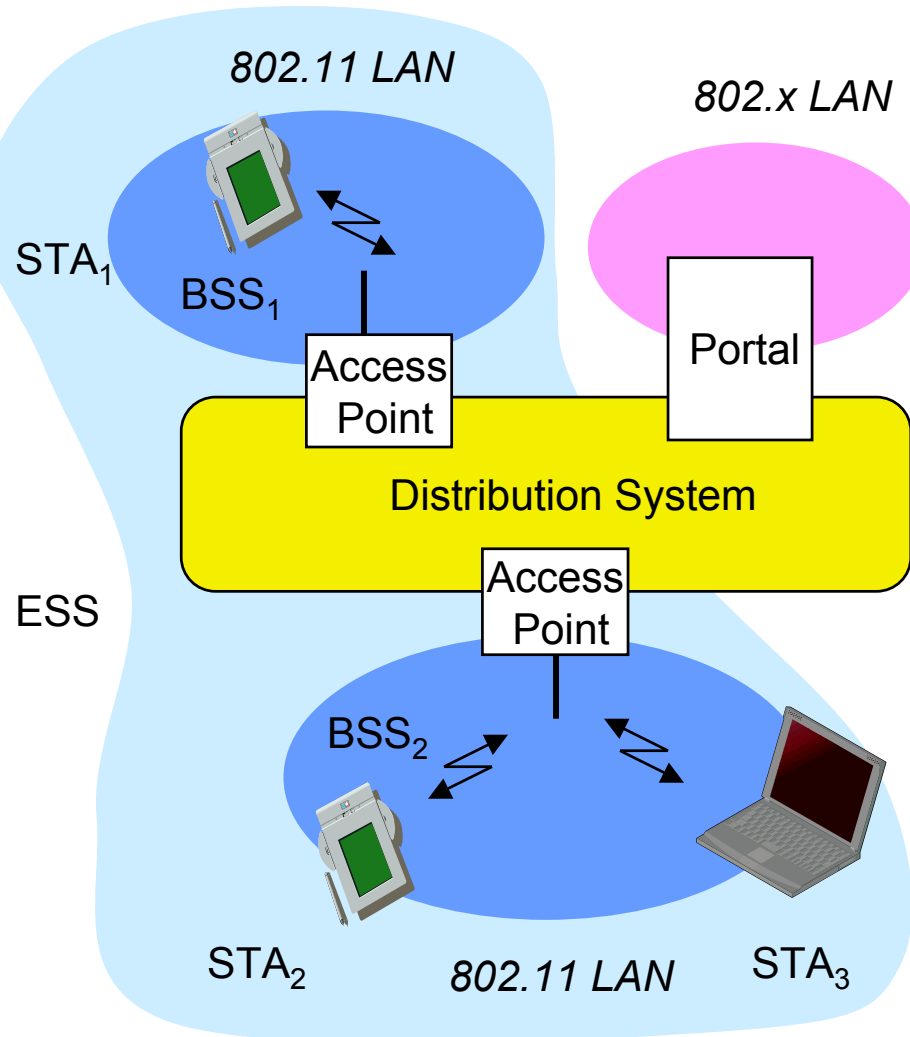 802.11 LAN
802.x LAN
STA₁
BSS₁
Access
Point
Portal
Distribution System
ESS
Access
Point
BSS₂
STA₂
802.11 LAN
STA₃